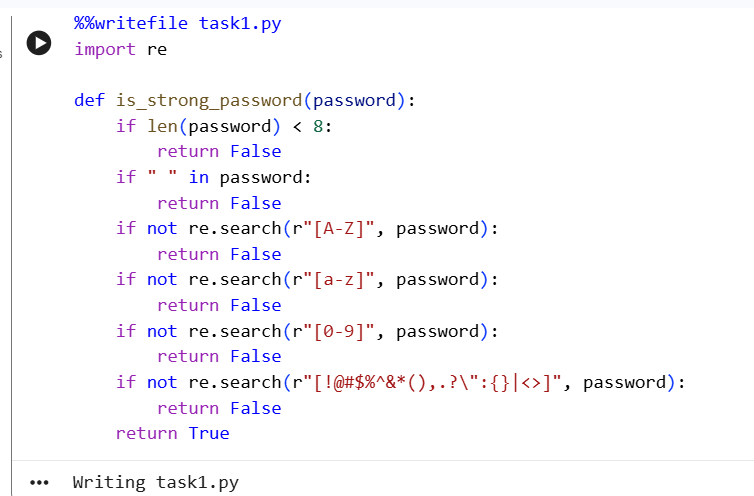 %%writefile task1.py
import re

def is_strong_password(password):
    if len(password) < 8:
        return False
    if " " in password:
        return False
    if not re.search(r"[A-Z]", password):
        return False
    if not re.search(r"[a-z]", password):
        return False
    if not re.search(r"[0-9]", password):
        return False
    if not re.search(r"[!@#$%^&*(),.?\":{}|<>]", password):
        return False
    return True
Writing task1.py